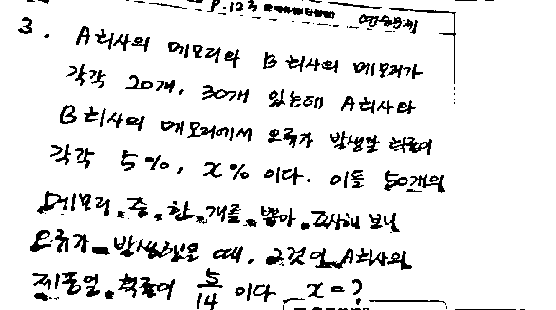 P.123 연습문제
3. A회사의 메모리와 B회사의 메모리가
각각 20개, 30개 있는데 A회사와
B회사의 메모리에서 오류가 발생할 확률이
각각 5%, x% 이다. 이들 50개의
메모리 중 한 개를 뽑아 조사해 보니
오류가 발생했을 때, 그것이 A회사의
제품일 확률이 5/14 이다 x=?